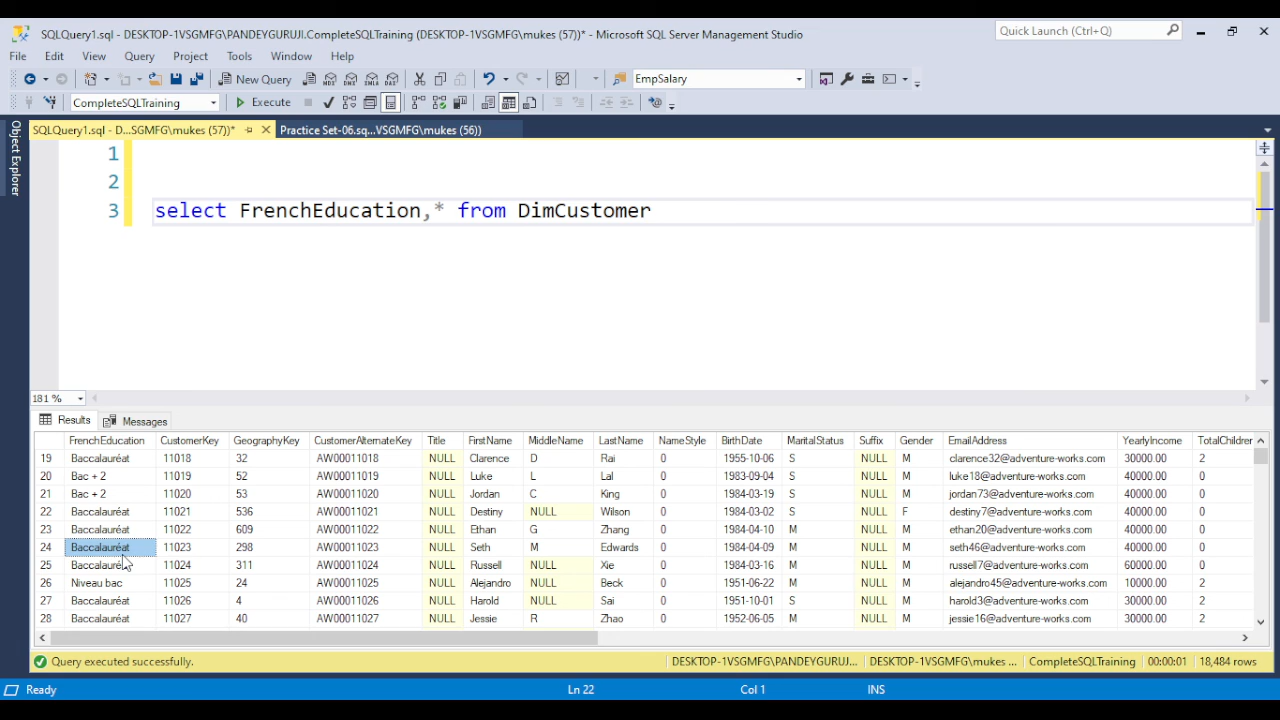 SQLQuery1.sql - DESKTOP-1VSGMFG\PANDEYGURUJI.CompleteSQLTraining (DESKTOP-1VSGMFG\mukes (57))* - Microsoft SQL Server Management Studio
Quick Launch (Ctrl+Q)
File Edit View Query Project Tools Window Help
New Query EmpSalary
CompleteSQLTraining Execute
SQLQuery1.sql - D...SGMFG\mukes (57))* Practice Set-06.sq...VSGMFG\mukes (56))
Object Explorer
1
2
3 select FrenchEducation,* from DimCustomer
181 %
Results Messages
FrenchEducation CustomerKey GeographyKey CustomerAlternateKey Title FirstName MiddleName LastName NameStyle BirthDate MaritalStatus Suffix Gender EmailAddress YearlyIncome TotalChildrer
19 Baccalauréat 11018 32 AW00011018 NULL Clarence D Rai 0 1955-10-06 S NULL M clarence32@adventure-works.com 30000.00 2
20 Bac + 2 11019 52 AW00011019 NULL Luke L Lal 0 1983-09-04 S NULL M luke18@adventure-works.com 40000.00 0
21 Bac + 2 11020 53 AW00011020 NULL Jordan C King 0 1984-03-19 S NULL M jordan73@adventure-works.com 40000.00 0
22 Baccalauréat 11021 536 AW00011021 NULL Destiny NULL Wilson 0 1984-03-02 S NULL F destiny7@adventure-works.com 40000.00 0
23 Baccalauréat 11022 609 AW00011022 NULL Ethan G Zhang 0 1984-04-10 M NULL M ethan20@adventure-works.com 40000.00 0
24 Baccalauréat 11023 298 AW00011023 NULL Seth M Edwards 0 1984-04-09 M NULL M seth46@adventure-works.com 40000.00 0
25 Baccalauréat 11024 311 AW00011024 NULL Russell NULL Xie 0 1984-03-16 M NULL M russell7@adventure-works.com 60000.00 0
26 Niveau bac 11025 24 AW00011025 NULL Alejandro NULL Beck 0 1951-06-22 M NULL M alejandro45@adventure-works.com 10000.00 2
27 Baccalauréat 11026 4 AW00011026 NULL Harold NULL Sai 0 1951-10-01 S NULL M harold3@adventure-works.com 30000.00 2
28 Baccalauréat 11027 40 AW00011027 NULL Jessie R Zhao 0 1952-06-05 M NULL M jessie16@adventure-works.com 30000.00 2
Query executed successfully. DESKTOP-1VSGMFG\PANDEYGURUJ... DESKTOP-1VSGMFG\mukes ... CompleteSQLTraining 00:00:01 18,484 rows
Ready Ln 22 Col 1 INS